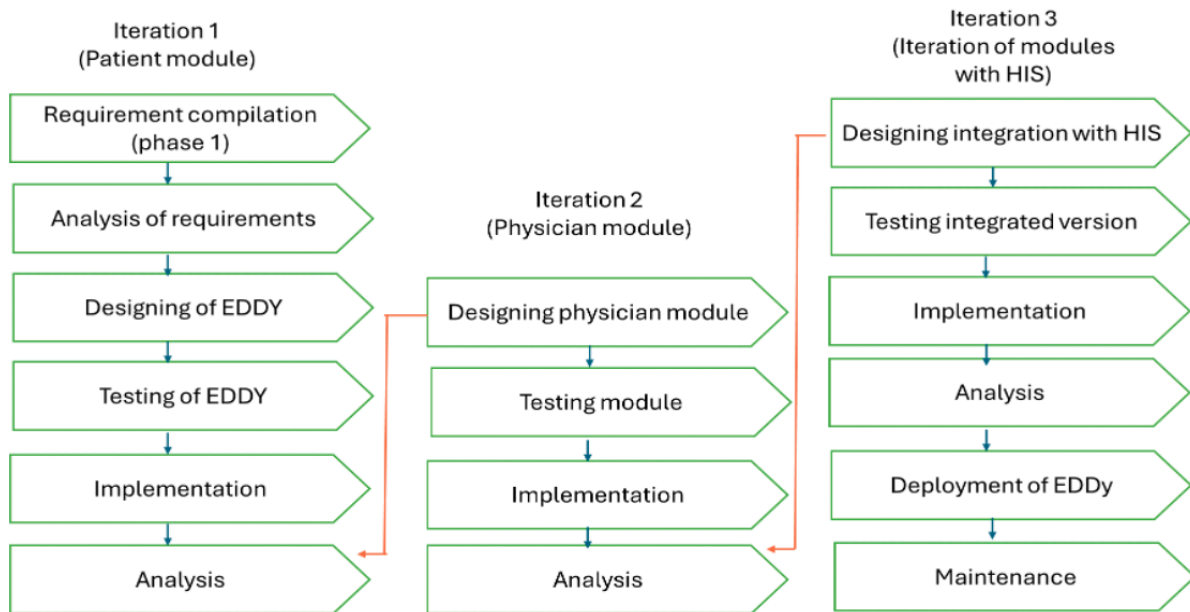 Iteration 1
(Patient module)
Requirement compilation
(phase 1)
Analysis of requirements
Designing of EDDY
Testing of EDDY
Implementation
Analysis
Iteration 2
(Physician module)
Designing physician module
Testing module
Implementation
Analysis
Iteration 3
(Iteration of modules
with HIS)
Designing integration with HIS
Testing integrated version
Implementation
Analysis
Deployment of EDDy
Maintenance